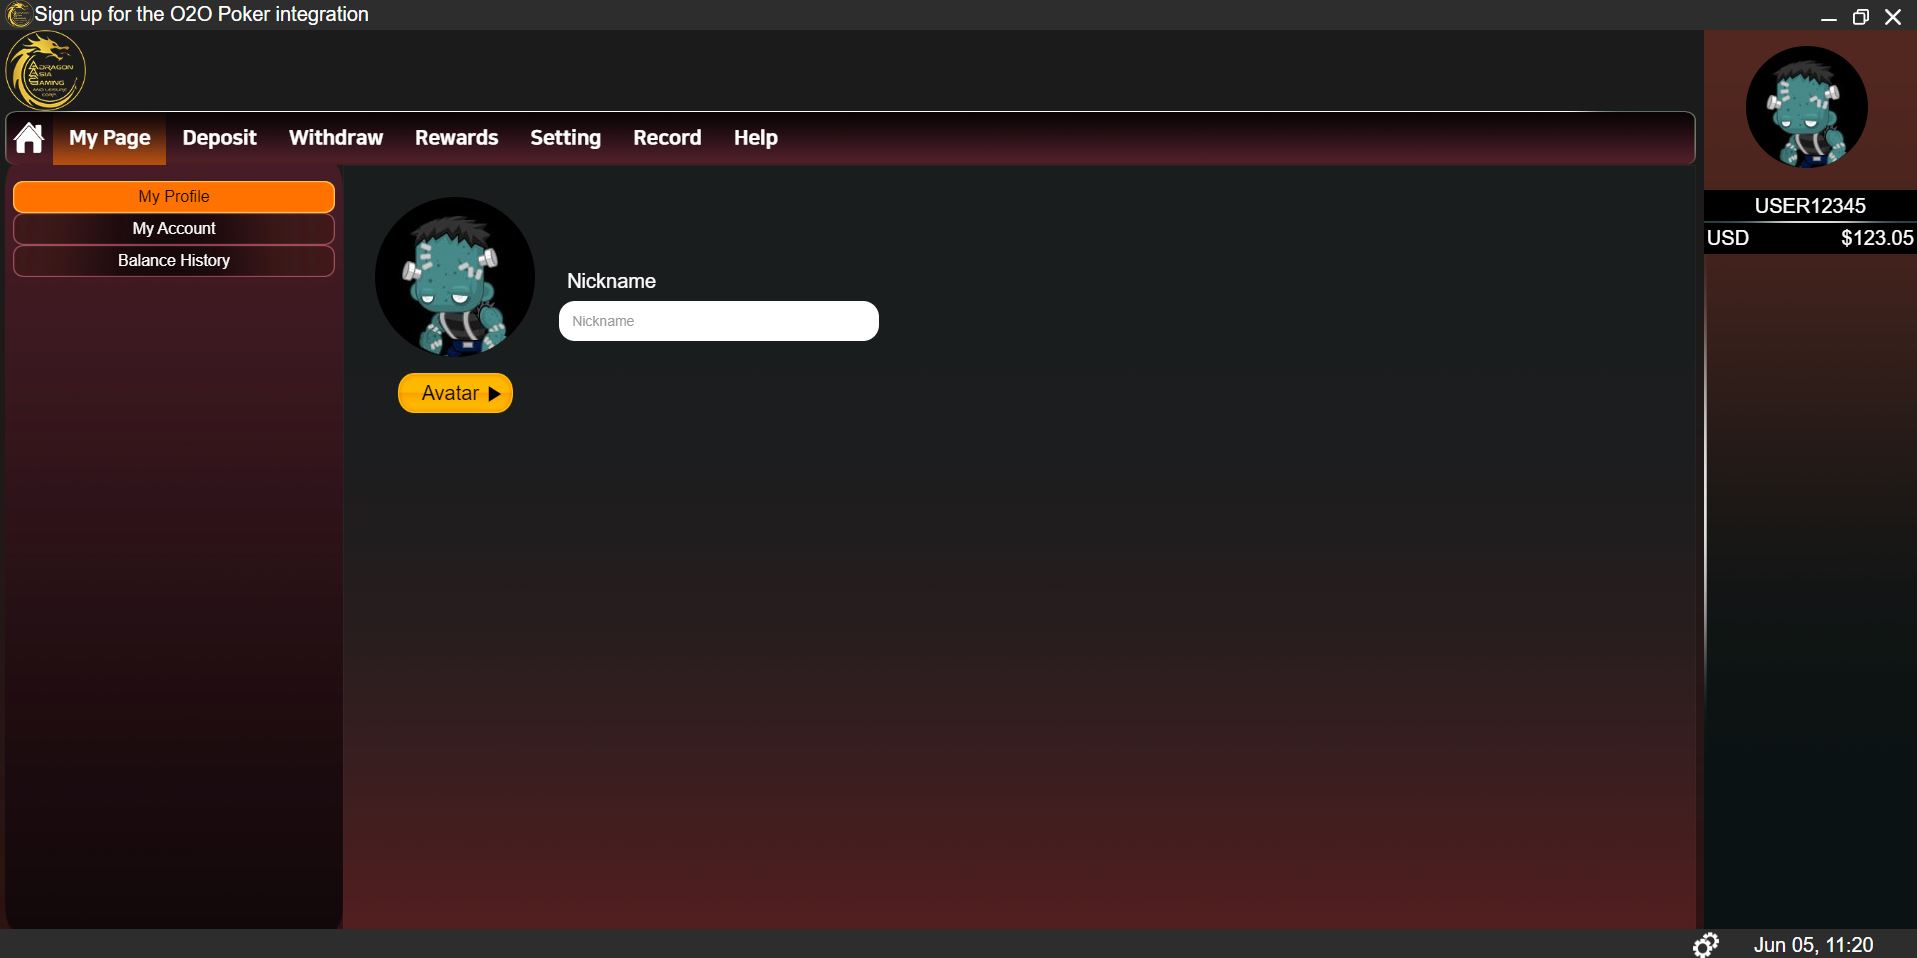 Sign up for the O2O Poker integration
DRAGON
ASIA
GAMING
AND LEISURE
CORP.
My Page Deposit Withdraw Rewards Setting Record Help
My Profile
My Account
Balance History
Nickname
Nickname
Avatar
USER12345
USD $123.05
Jun 05, 11:20